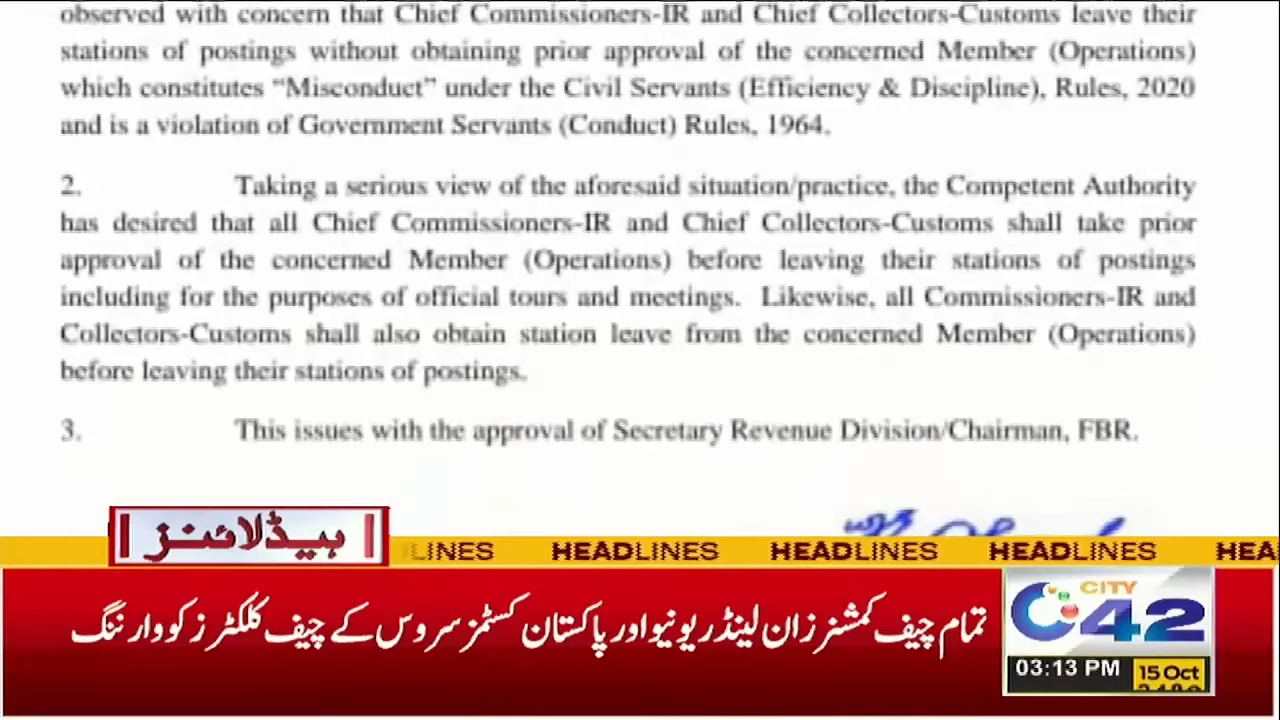 observed with concern that Chief Commissioners-IR and Chief Collectors-Customs leave their
stations of postings without obtaining prior approval of the concerned Member (Operations)
which constitutes “Misconduct” under the Civil Servants (Efficiency & Discipline), Rules, 2020
and is a violation of Government Servants (Conduct) Rules, 1964.
2. Taking a serious view of the aforesaid situation/practice, the Competent Authority
has desired that all Chief Commissioners-IR and Chief Collectors-Customs shall take prior
approval of the concerned Member (Operations) before leaving their stations of postings
including for the purposes of official tours and meetings. Likewise, all Commissioners-IR and
Collectors-Customs shall also obtain station leave from the concerned Member (Operations)
before leaving their stations of postings.
3. This issues with the approval of Secretary Revenue Division/Chairman, FBR.
ہیڈلائنز
LINES HEADLINES HEADLINES HEADLINES HEA
تمام چیف کمشنرز ان لینڈ ریونیو اور پاکستان کسٹمز سروس کے چیف کلکٹرز کو وارننگ
CITY
42
03:13 PM
15 Oct